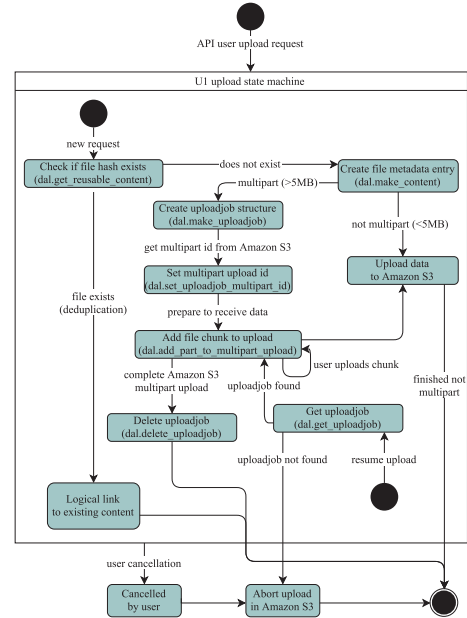 API user upload request
U1 upload state machine
new request
Check if file hash exists
(dal.get_reusable_content)
does not exist
Create file metadata entry
(dal.make_content)
multipart (>5MB)
Create uploadjob structure
(dal.make_uploadjob)
not multipart (<5MB)
get multipart id from Amazon S3
Upload data
to Amazon S3
Set multipart upload id
(dal.set_uploadjob_multipart_id)
file exists
(deduplication)
prepare to receive data
Add file chunk to upload
(dal.add_part_to_multipart_upload)
user uploads chunk
complete Amazon S3
multipart upload
uploadjob found
finished not
multipart
Delete uploadjob
(dal.delete_uploadjob)
Get uploadjob
(dal.get_uploadjob)
uploadjob not found
resume upload
Logical link
to existing content
user cancellation
Cancelled
by user
Abort upload
in Amazon S3